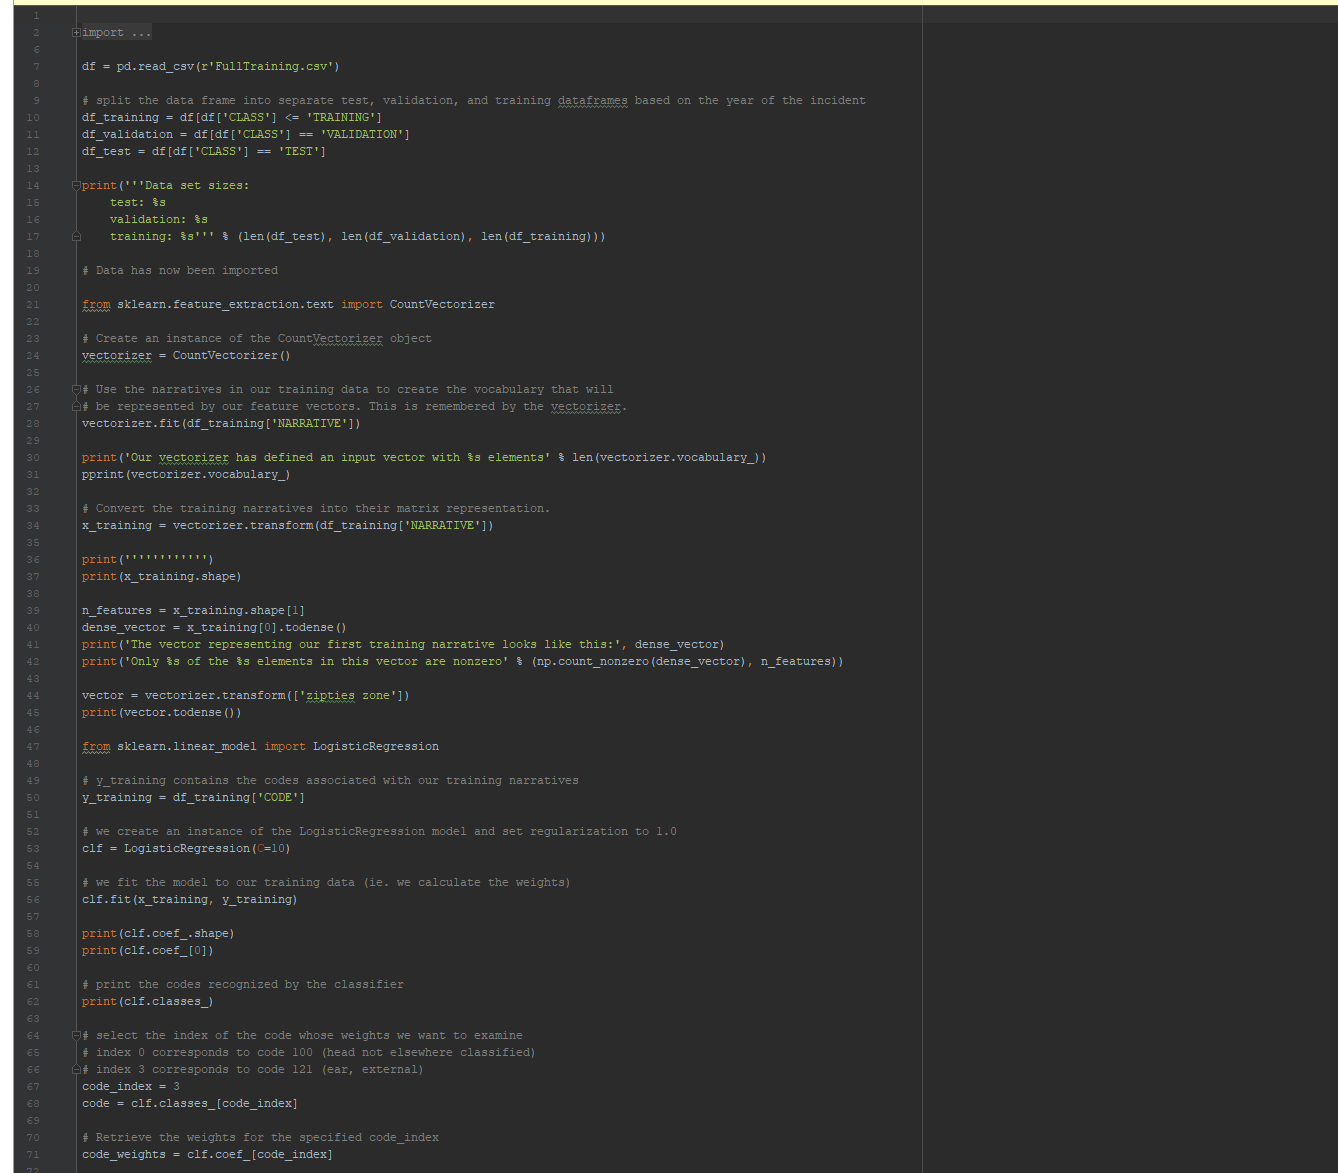 1
2 import ...
6
7 df = pd.read_csv(r'FullTraining.csv')
8
9 # split the data frame into separate test, validation, and training dataframes based on the year of the incident
10 df_training = df[df['CLASS'] <= 'TRAINING']
11 df_validation = df[df['CLASS'] == 'VALIDATION']
12 df_test = df[df['CLASS'] == 'TEST']
13
14 print('''Data set sizes:
15     test: %s
16     validation: %s
17     training: %s''' % (len(df_test), len(df_validation), len(df_training)))
18
19 # Data has now been imported
20
21 from sklearn.feature_extraction.text import CountVectorizer
22
23 # Create an instance of the CountVectorizer object
24 vectorizer = CountVectorizer()
25
26 # Use the narratives in our training data to create the vocabulary that will
27 # be represented by our feature vectors. This is remembered by the vectorizer.
28 vectorizer.fit(df_training['NARRATIVE'])
29
30 print('Our vectorizer has defined an input vector with %s elements' % len(vectorizer.vocabulary_))
31 pprint(vectorizer.vocabulary_)
32
33 # Convert the training narratives into their matrix representation.
34 x_training = vectorizer.transform(df_training['NARRATIVE'])
35
36 print('''''''''''')
37 print(x_training.shape)
38
39 n_features = x_training.shape[1]
40 dense_vector = x_training[0].todense()
41 print('The vector representing our first training narrative looks like this:', dense_vector)
42 print('Only %s of the %s elements in this vector are nonzero' % (np.count_nonzero(dense_vector), n_features))
43
44 vector = vectorizer.transform(['zipties zone'])
45 print(vector.todense())
46
47 from sklearn.linear_model import LogisticRegression
48
49 # y_training contains the codes associated with our training narratives
50 y_training = df_training['CODE']
51
52 # we create an instance of the LogisticRegression model and set regularization to 1.0
53 clf = LogisticRegression(C=10)
54
55 # we fit the model to our training data (ie. we calculate the weights)
56 clf.fit(x_training, y_training)
57
58 print(clf.coef_.shape)
59 print(clf.coef_[0])
60
61 # print the codes recognized by the classifier
62 print(clf.classes_)
63
64 # select the index of the code whose weights we want to examine
65 # index 0 corresponds to code 100 (head not elsewhere classified)
66 # index 3 corresponds to code 121 (ear, external)
67 code_index = 3
68 code = clf.classes_[code_index]
69
70 # Retrieve the weights for the specified code_index
71 code_weights = clf.coef_[code_index]
72